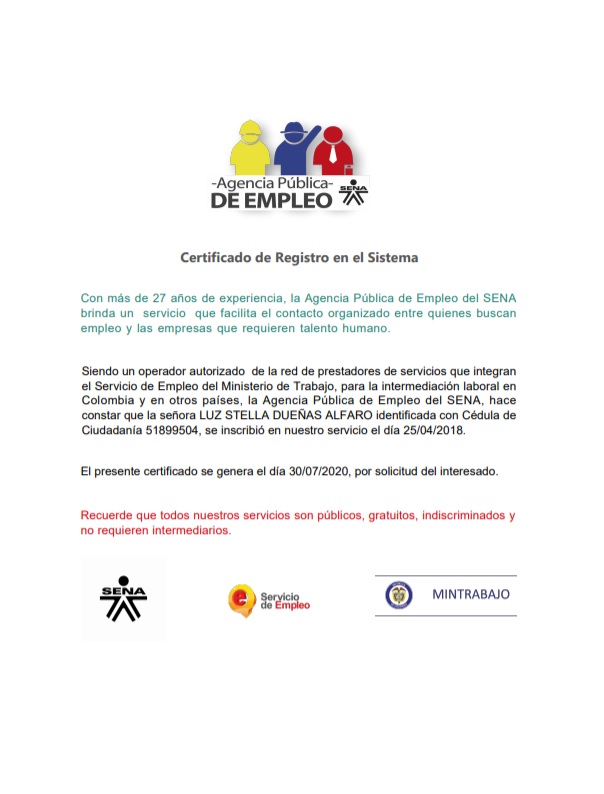 -Agencia Pública-
DE EMPLEO
SENA
Certificado de Registro en el Sistema
Con más de 27 años de experiencia, la Agencia Pública de Empleo del SENA
brinda un servicio que facilita el contacto organizado entre quienes buscan
empleo y las empresas que requieren talento humano.
Siendo un operador autorizado de la red de prestadores de servicios que integran
el Servicio de Empleo del Ministerio de Trabajo, para la intermediación laboral en
Colombia y en otros países, la Agencia Pública de Empleo del SENA, hace
constar que la señora LUZ STELLA DUEÑAS ALFARO identificada con Cédula de
Ciudadanía 51899504, se inscribió en nuestro servicio el día 25/04/2018.
El presente certificado se genera el día 30/07/2020, por solicitud del interesado.
Recuerde que todos nuestros servicios son públicos, gratuitos, indiscriminados y
no requieren intermediarios.
SENA
e Servicio
de Empleo
MINTRABAJO